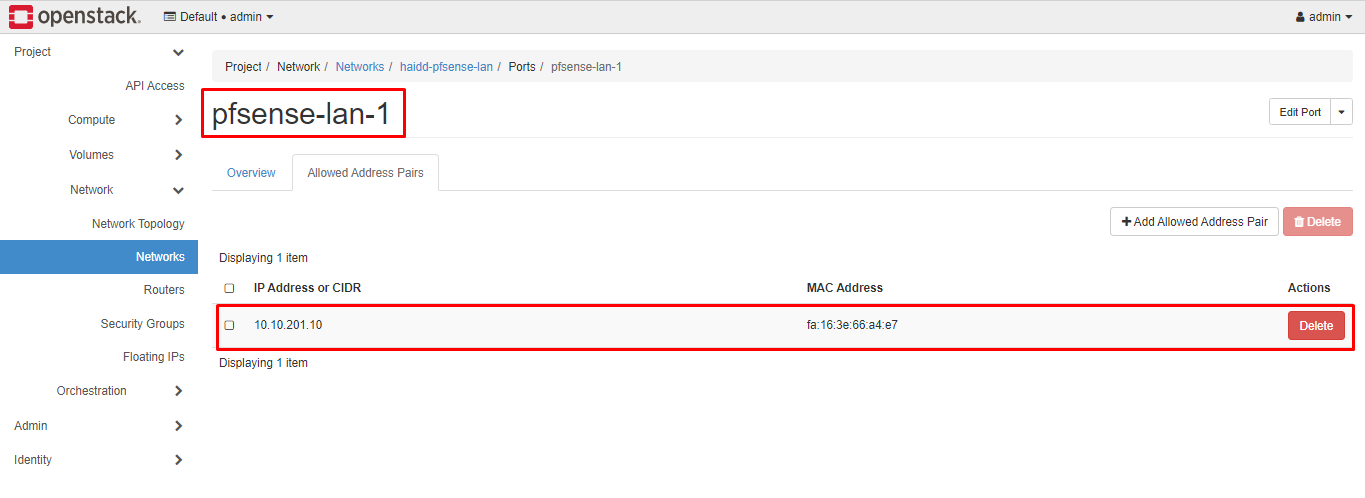 openstack. Default • admin admin
Project
API Access
Compute
Volumes
Network
Network Topology
Networks
Routers
Security Groups
Floating IPs
Orchestration
Admin
Identity
Project / Network / Networks / haidd-pfsense-lan / Ports / pfsense-lan-1
pfsense-lan-1
Edit Port
Overview Allowed Address Pairs
Add Allowed Address Pair Delete
Displaying 1 item
IP Address or CIDR MAC Address Actions
10.10.201.10 fa:16:3e:66:a4:e7 Delete
Displaying 1 item